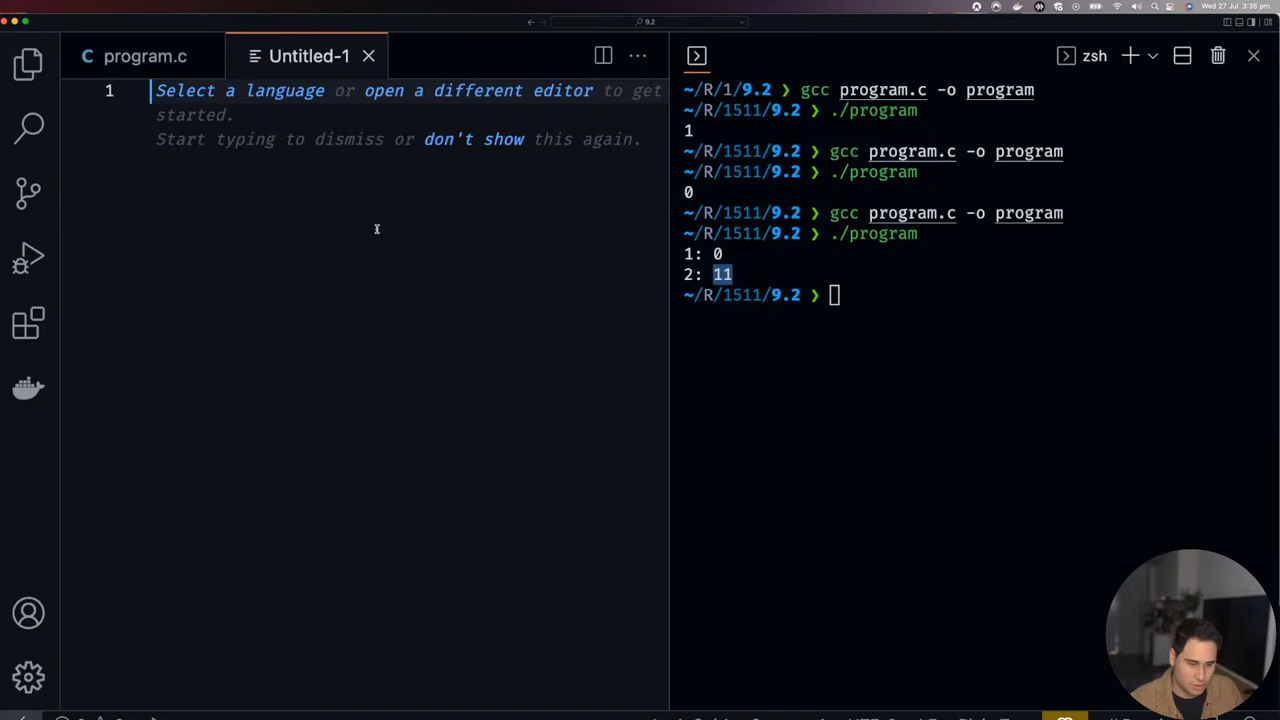 Wed 27 Jul 3:35 pm
9.2
C program.c
Untitled-1
zsh
1
Select a language or open a different editor to get
started.
Start typing to dismiss or don't show this again.
~/R/1/9.2 ❯ gcc program.c -o program
~/R/1511/9.2 ❯ ./program
1
~/R/1511/9.2 ❯ gcc program.c -o program
~/R/1511/9.2 ❯ ./program
0
~/R/1511/9.2 ❯ gcc program.c -o program
~/R/1511/9.2 ❯ ./program
1: 0
2: 11
~/R/1511/9.2 ❯